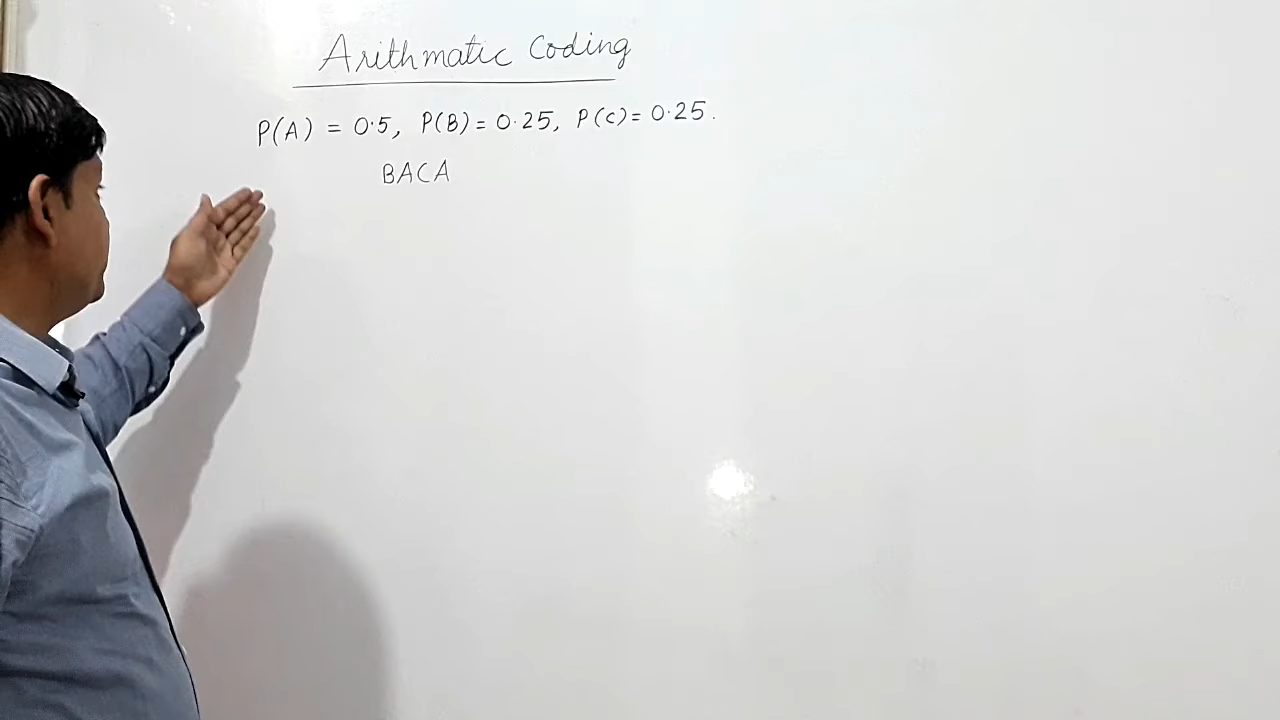 Arithmatic Coding
P(A) = 0.5, P(B) = 0.25, P(C) = 0.25.
BACA